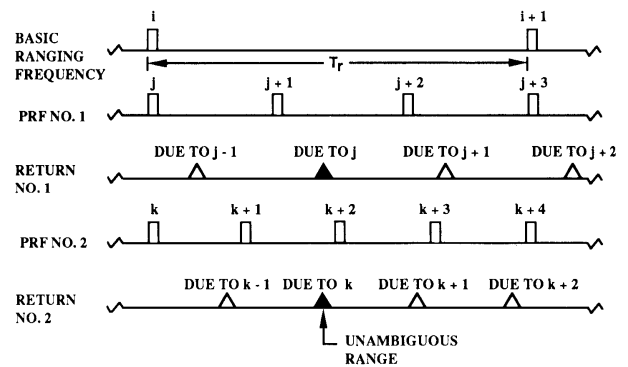 i i + 1
BASIC
RANGING
FREQUENCY
Tr
j j + 1 j + 2 j + 3
PRF NO. 1
DUE TO j - 1 DUE TO j DUE TO j + 1 DUE TO j + 2
RETURN
NO. 1
k k + 1 k + 2 k + 3 k + 4
PRF NO. 2
DUE TO k - 1 DUE TO k DUE TO k + 1 DUE TO k + 2
RETURN
NO. 2
UNAMBIGUOUS
RANGE